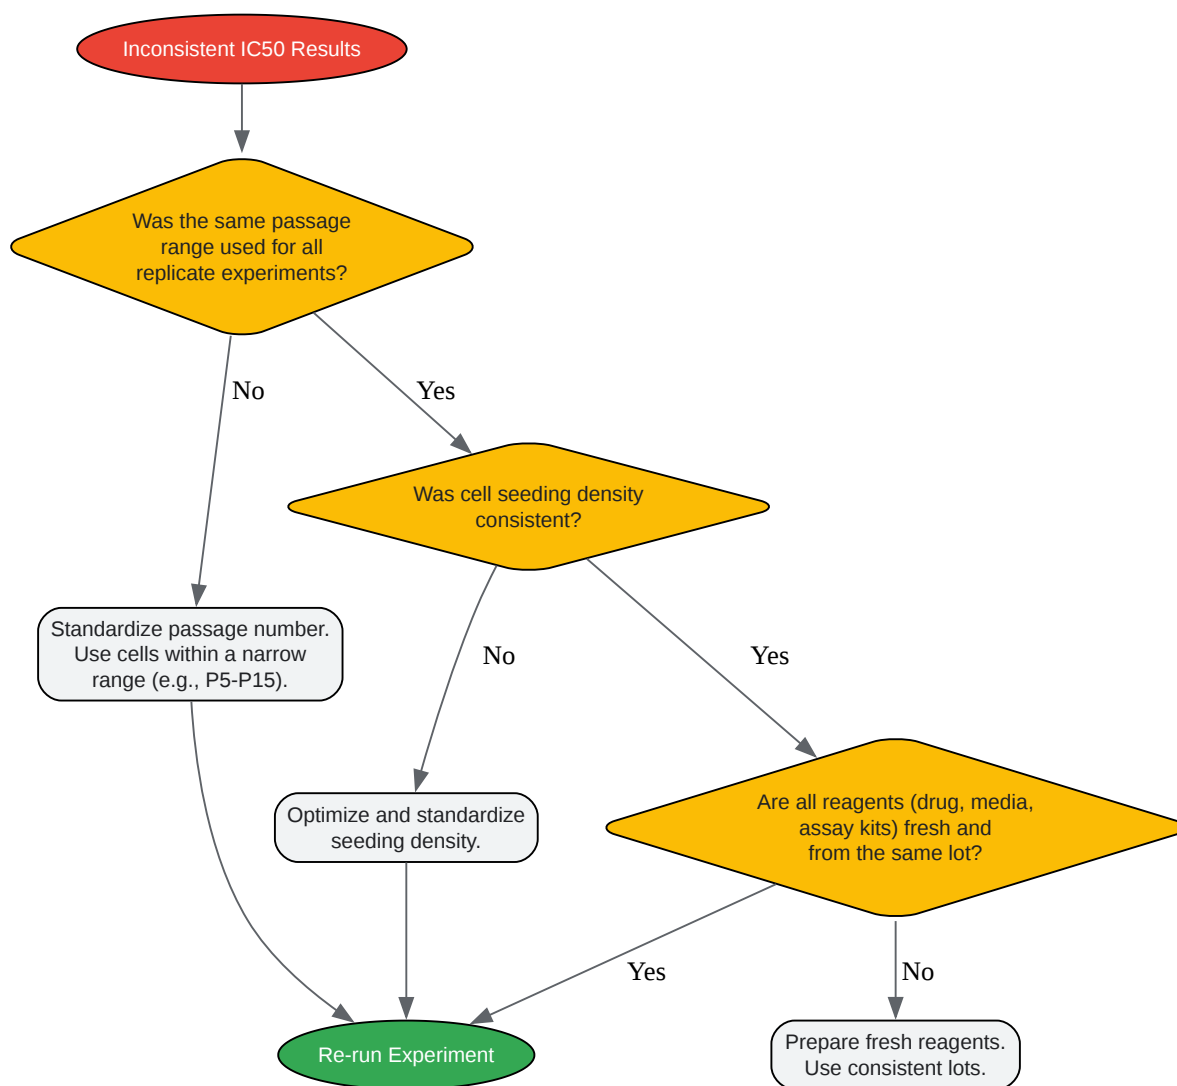 Inconsistent IC50 Results
Was the same passage
range used for all
replicate experiments?
No
Yes
Was cell seeding density
consistent?
Standardize passage number.
Use cells within a narrow
range (e.g., P5-P15).
No
Yes
Optimize and standardize
seeding density.
Are all reagents (drug, media,
assay kits) fresh and
from the same lot?
Yes
No
Re-run Experiment
Prepare fresh reagents.
Use consistent lots.